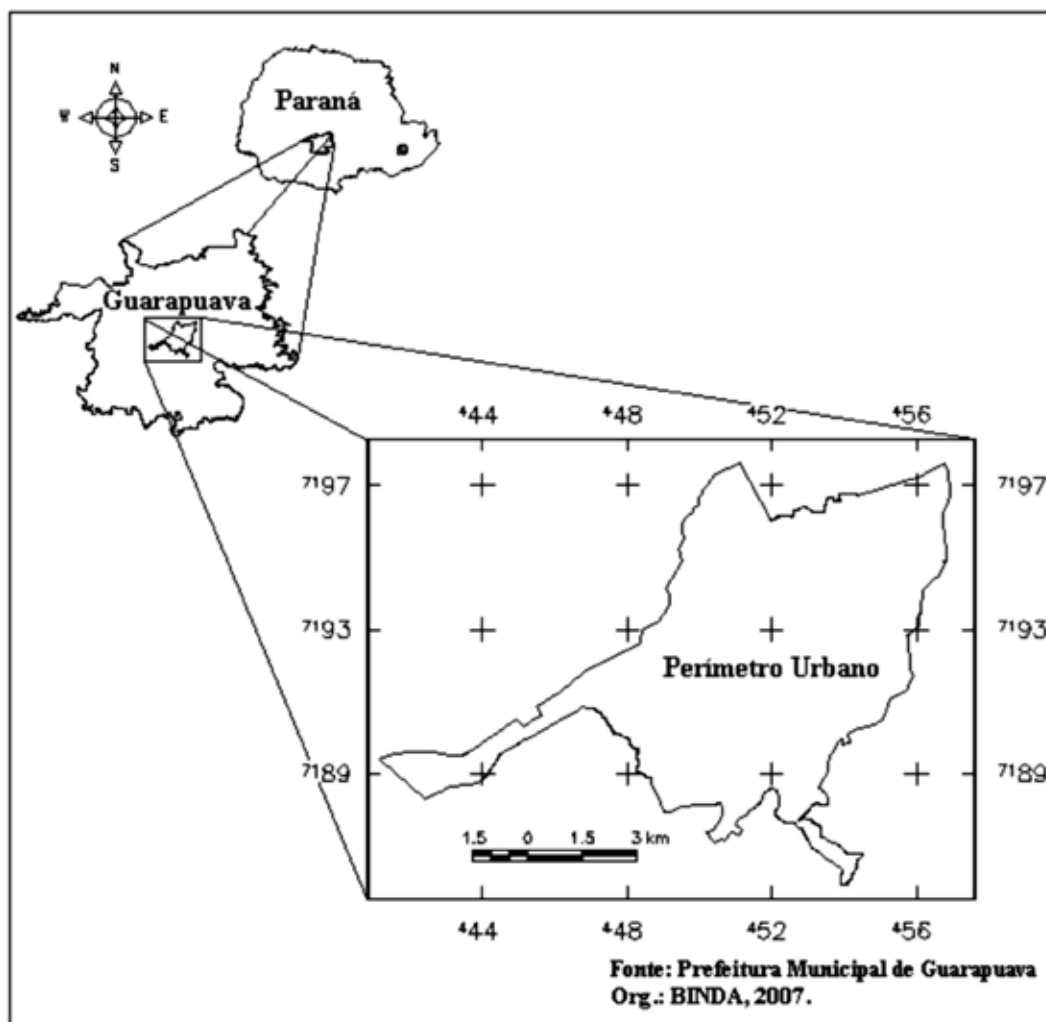 N
W E
S
Paraná
Guarapuava
⁴44 ⁴48 ⁴52 ⁴56
7197 7197
7193 7193
Perímetro Urbano
7189 7189
1.5 0 1.5 3 km
⁴44 ⁴48 ⁴52 ⁴56
Fonte: Prefeitura Municipal de Guarapuava
Org.: BINDA, 2007.